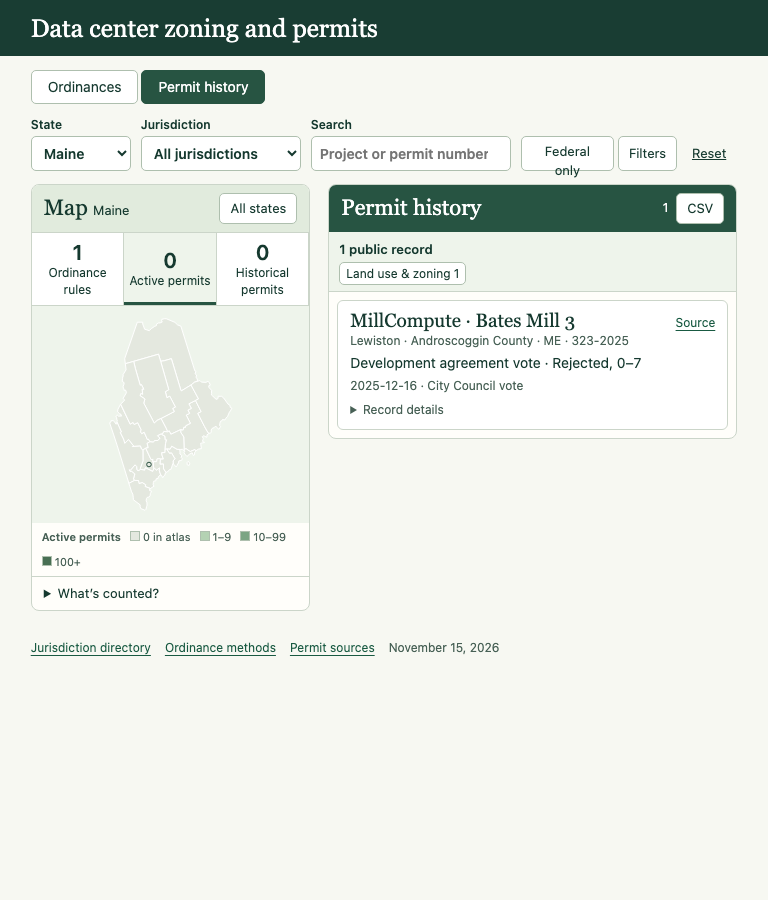 Data center zoning and permits
Ordinances
Permit history
State
Jurisdiction
Search
Maine
All jurisdictions
Project or permit number
Federal only
Filters
Reset
Map Maine
All states
1
Ordinance rules
0
Active permits
0
Historical permits
Active permits
0 in atlas
1–9
10–99
100+
What's counted?
Permit history
1
CSV
1 public record
Land use & zoning 1
MillCompute · Bates Mill 3
Source
Lewiston · Androscoggin County · ME · 323-2025
Development agreement vote · Rejected, 0–7
2025-12-16 · City Council vote
Record details
Jurisdiction directory
Ordinance methods
Permit sources
November 15, 2026